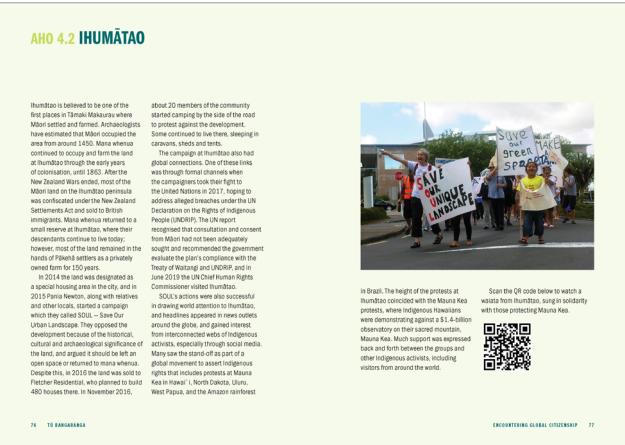 AHO 4.2 IHUMĀTAO
Ihumātao is believed to be one of the
first places in Tāmaki Makaurau where
Māori settled and farmed. Archaeologists
have estimated that Māori occupied the
area from around 1450. Mana whenua
continued to occupy and farm the land
at Ihumātao through the early years
of colonisation, until 1863. After the
New Zealand Wars ended, most of the
Māori land on the Ihumātao peninsula
was confiscated under the New Zealand
Settlements Act and sold to British
immigrants. Mana whenua returned to a
small reserve at Ihumātao, where their
descendants continue to live today;
however, most of the land remained in the
hands of Pākehā settlers as a privately
owned farm for 150 years.
In 2014 the land was designated as
a special housing area in the city, and in
2015 Pania Newton, along with relatives
and other locals, started a campaign
which they called SOUL – Save Our
Urban Landscape. They opposed the
development because of the historical,
cultural and archaeological significance of
the land, and argued it should be left an
open space or returned to mana whenua.
Despite this, in 2016 the land was sold to
Fletcher Residential, who planned to build
480 houses there. In November 2016,
about 20 members of the community
started camping by the side of the road
to protest against the development.
Some continued to live there, sleeping in
caravans, sheds and tents.
The campaign at Ihumātao also had
global connections. One of these links
was through formal channels when
the campaigners took their fight to
the United Nations in 2017, hoping to
address alleged breaches under the UN
Declaration on the Rights of Indigenous
People (UNDRIP). The UN report
recognised that consultation and consent
from Māori had not been adequately
sought and recommended the government
evaluate the plan's compliance with the
Treaty of Waitangi and UNDRIP, and in
June 2019 the UN Chief Human Rights
Commissioner visited Ihumātao.
SOUL's actions were also successful
in drawing world attention to Ihumātao,
and headlines appeared in news outlets
around the globe, and gained interest
from interconnected webs of Indigenous
activists, especially through social media.
Many saw the stand-off as part of a
global movement to assert Indigenous
rights that includes protests at Mauna
Kea in Hawai`i, North Dakota, Uluru,
West Papua, and the Amazon rainforest
SAVE
OUR
UNIQUE
LANDSCAPE
Save
our
green
SPACE
MAKE
in Brazil. The height of the protests at
Ihumātao coincided with the Mauna Kea
protests, where Indigenous Hawaiians
were demonstrating against a $1.4-billion
observatory on their sacred mountain,
Mauna Kea. Much support was expressed
back and forth between the groups and
other Indigenous activists, including
visitors from around the world.
Scan the QR code below to watch a
waiata from Ihumātao, sung in solidarity
with those protecting Mauna Kea.
76 TŪ RANGARANGA
ENCOUNTERING GLOBAL CITIZENSHIP 77